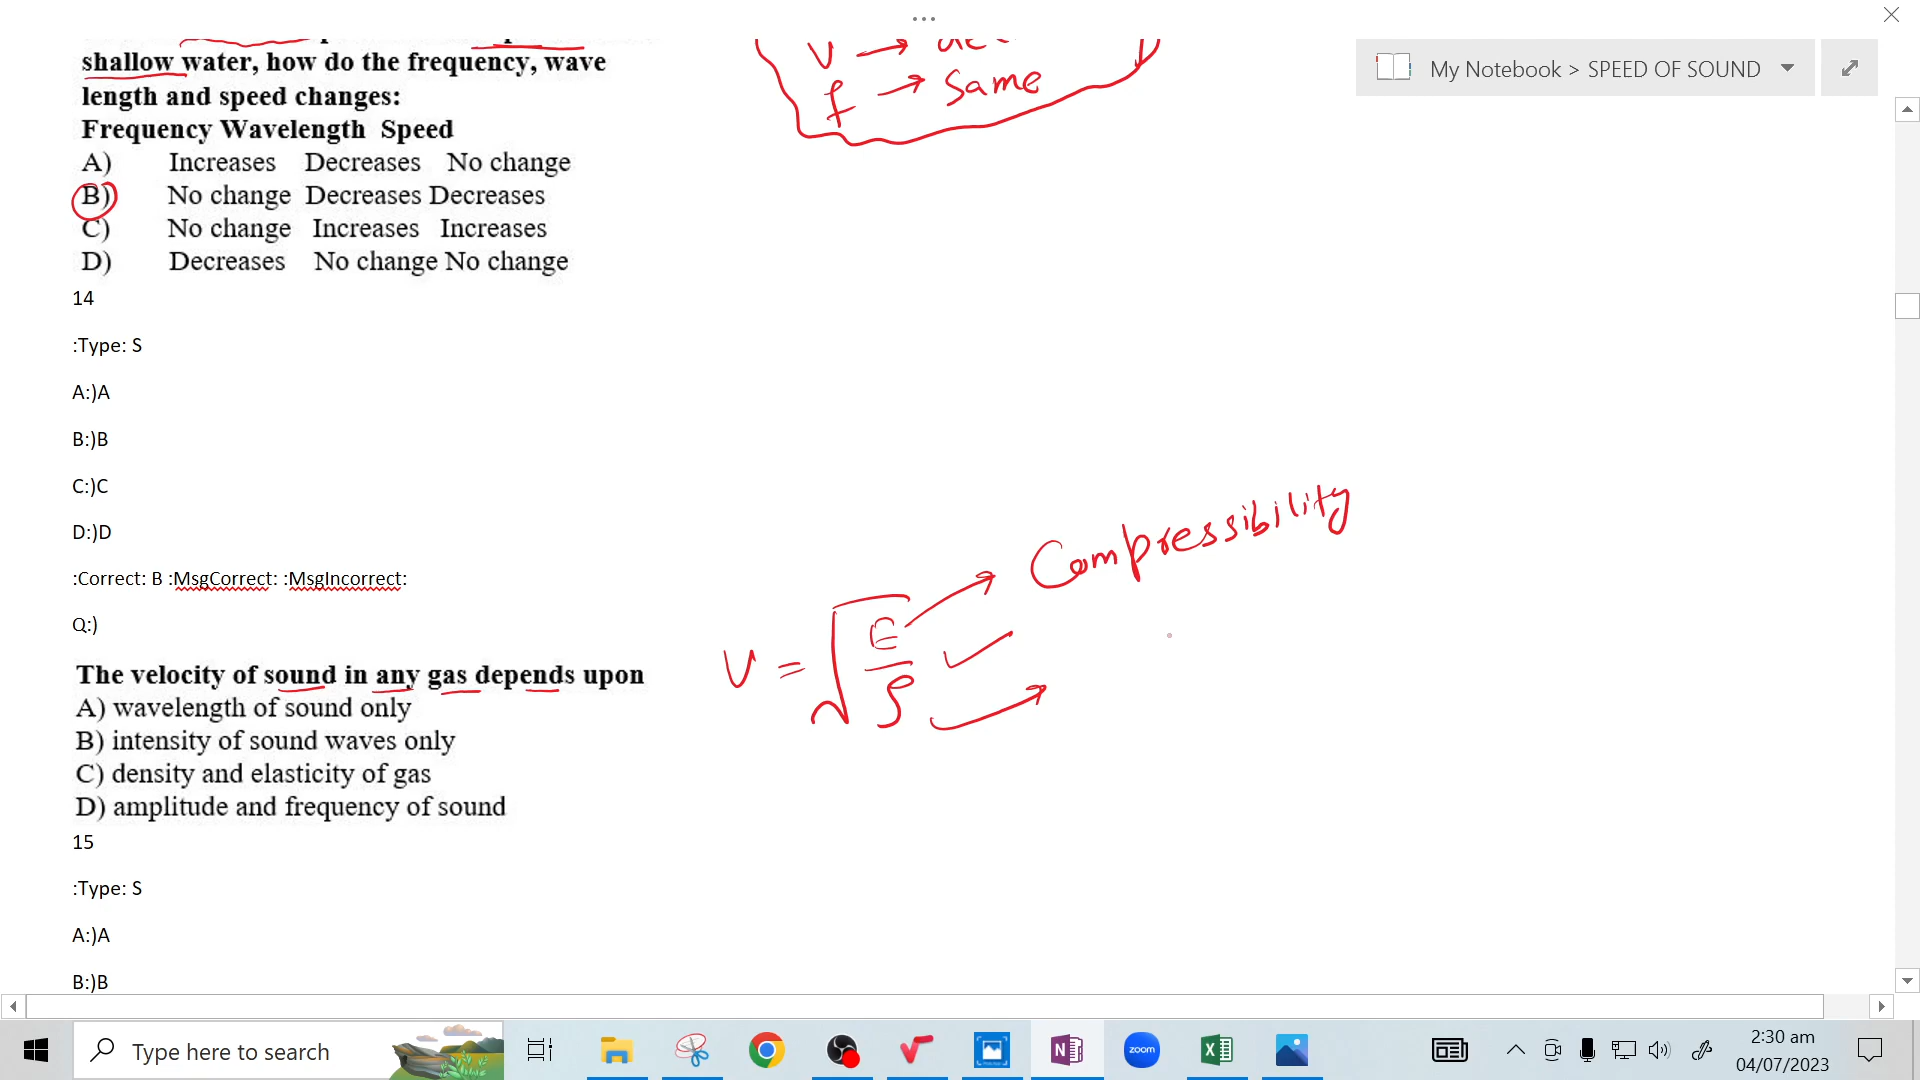 shallow water, how do the frequency, wave
length and speed changes:
Frequency Wavelength Speed
A) Increases Decreases No change
B) No change Decreases Decreases
C) No change Increases Increases
D) Decreases No change No change
14
:Type: S
A:)A
B:)B
C:)C
D:)D
:Correct: B :MsgCorrect: :MsgIncorrect:
Q:)
The velocity of sound in any gas depends upon
A) wavelength of sound only
B) intensity of sound waves only
C) density and elasticity of gas
D) amplitude and frequency of sound
15
:Type: S
A:)A
B:)B
v →
f → Same
Compressibility
v = √E/ρ
My Notebook > SPEED OF SOUND
Type here to search
zoom
2:30 am
04/07/2023